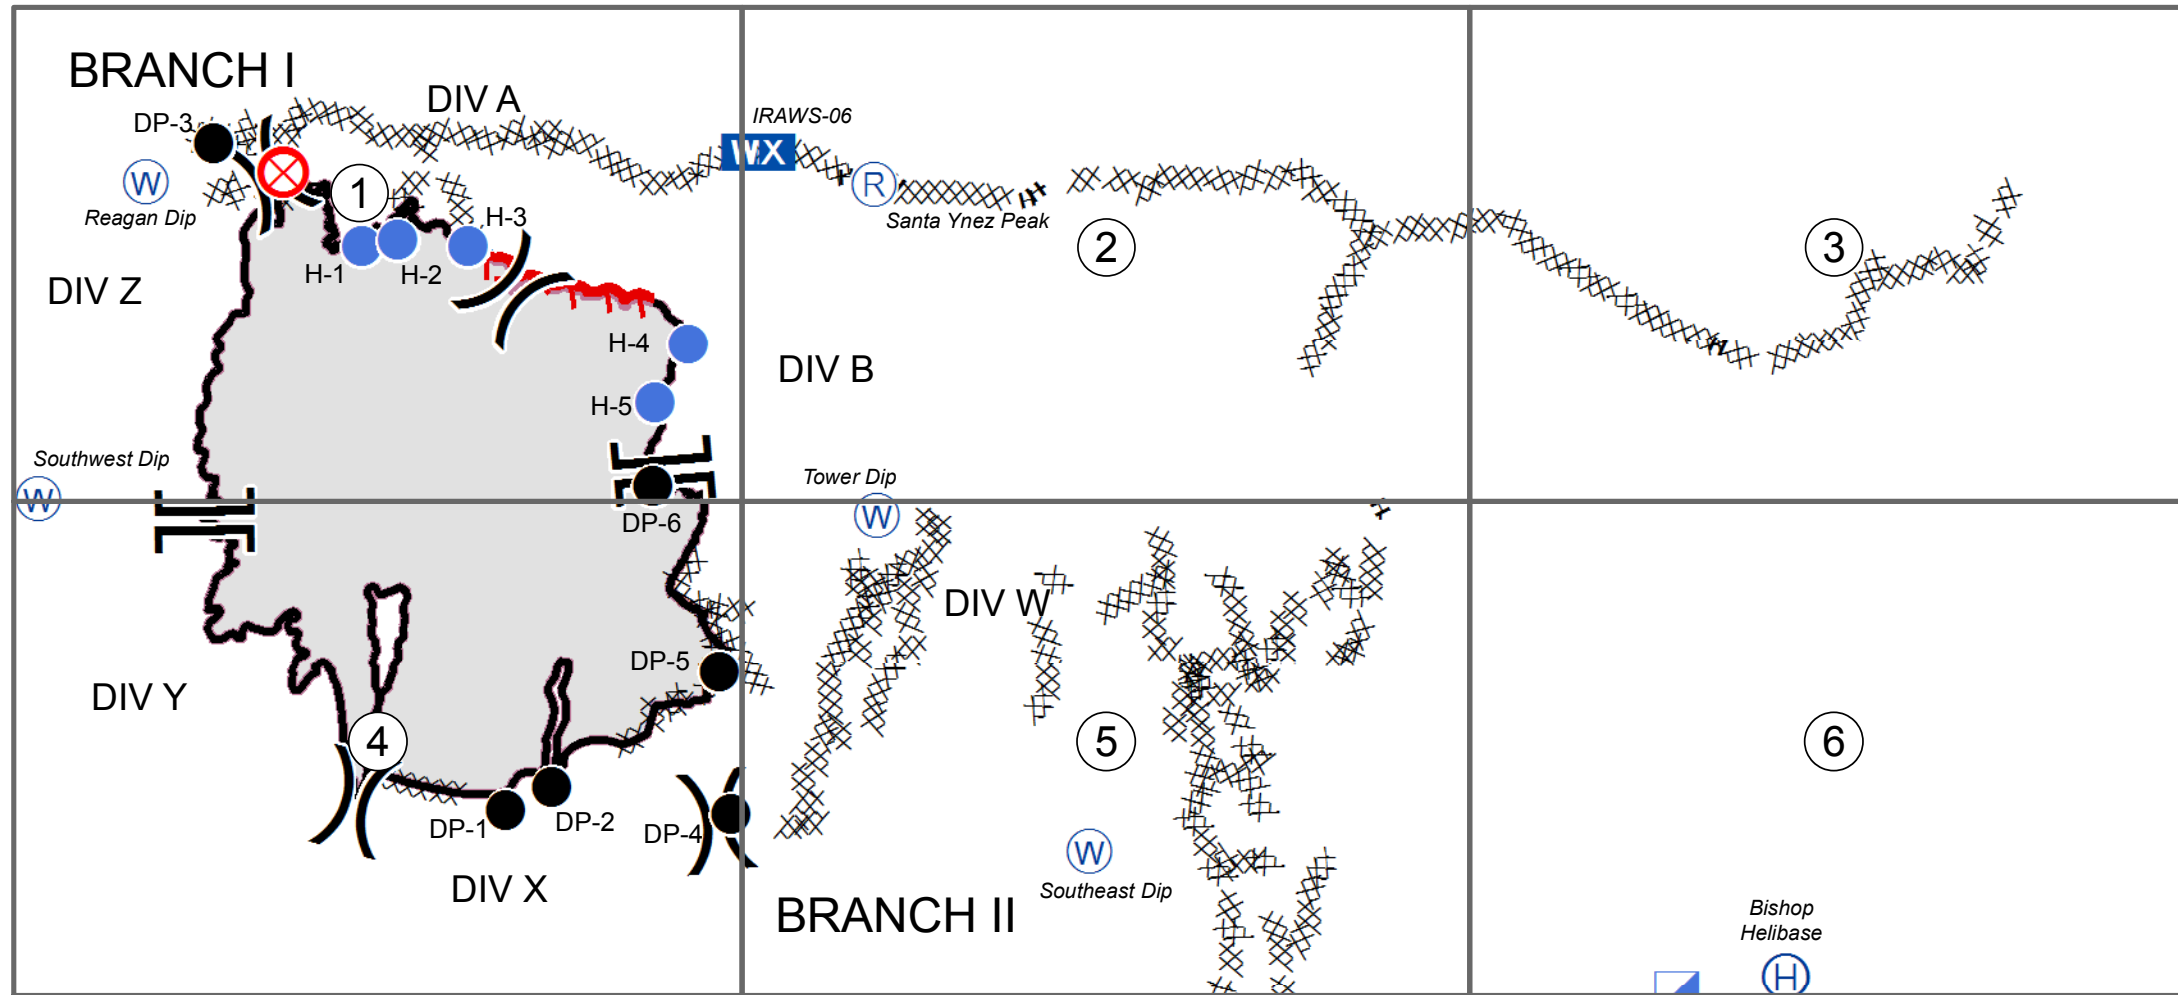 BRANCH I
DIV A
DP-3
IRAWS-06
WX
W
Reagan Dip
1
R
Santa Ynez Peak
H-3
H-1
H-2
2
3
DIV Z
H-4
DIV B
H-5
Southwest Dip
W
Tower Dip
W
DP-6
DIV W
DP-5
DIV Y
4
5
6
DP-1
DP-2
DP-4
W
Southeast Dip
DIV X
BRANCH II
Bishop
Helibase
H